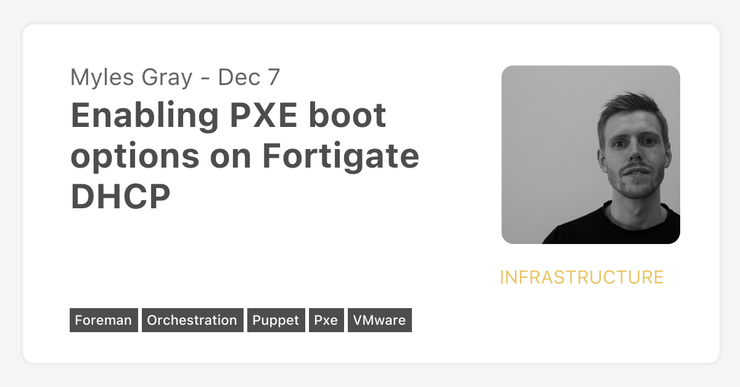 Myles Gray - Dec 7
Enabling PXE boot
options on Fortigate
DHCP
INFRASTRUCTURE
Foreman Orchestration Puppet Pxe VMware